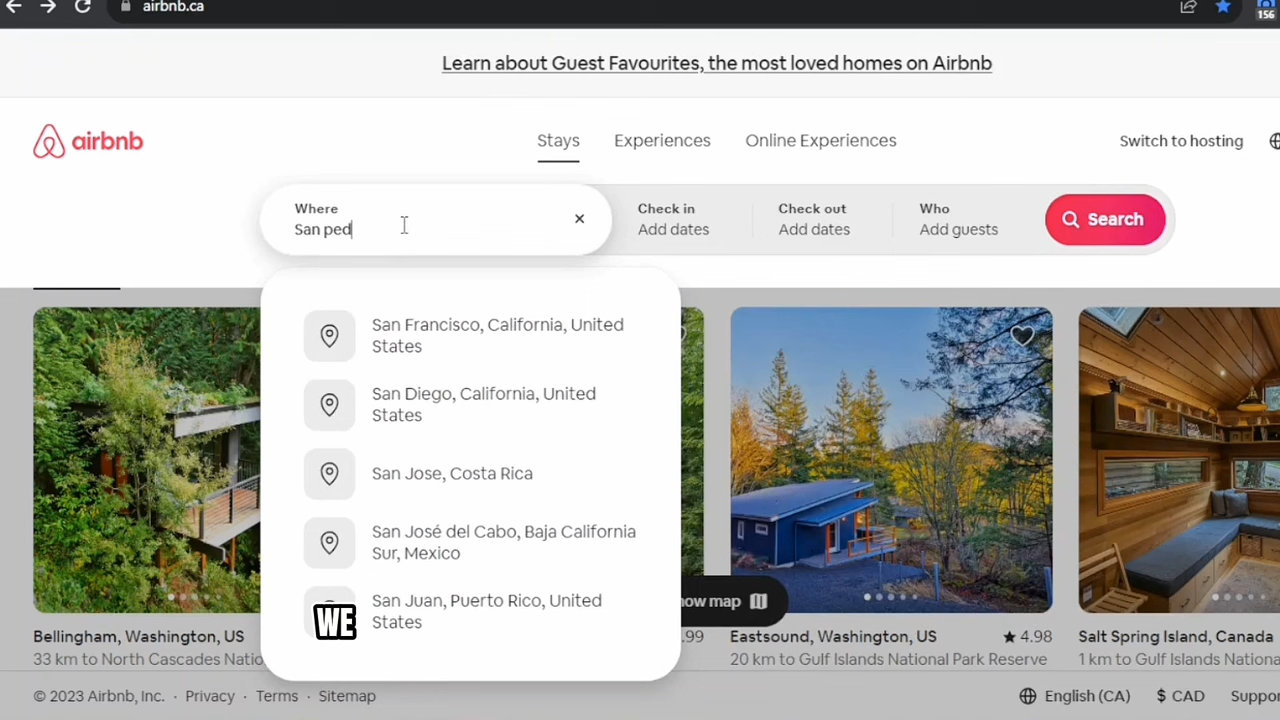 airbnb.ca
156
Learn about Guest Favourites, the most loved homes on Airbnb
airbnb
Stays
Experiences
Online Experiences
Switch to hosting
Where
San ped
Check in
Add dates
Check out
Add dates
Who
Add guests
Search
San Francisco, California, United
States
San Diego, California, United
States
San Jose, Costa Rica
San José del Cabo, Baja California
Sur, Mexico
San Juan, Puerto Rico, United
States
WE
map
.99
Bellingham, Washington, US
33 km to North Cascades
Eastsound, Washington, US
4.98
20 km to Gulf Islands National Park Reserve
Salt Spring Island, Canada
1 km to Gulf Islands
© 2023 Airbnb, Inc. · Privacy · Terms · Sitemap
English (CA)
$ CAD